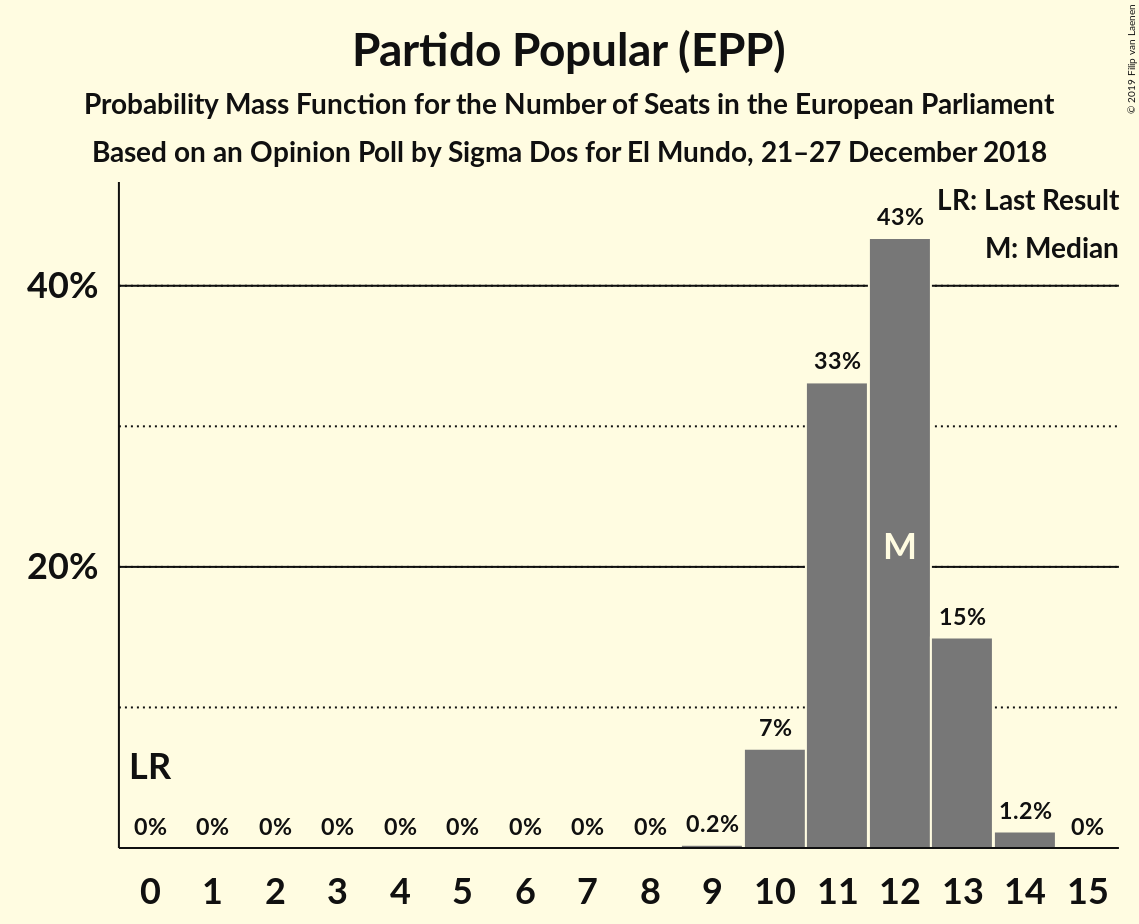 Partido Popular (EPP)
Probability Mass Function for the Number of Seats in the European Parliament
Based on an Opinion Poll by Sigma Dos for El Mundo, 21–27 December 2018
© 2019 Filip van Laenen
LR: Last Result
M: Median
40%
20%
43%
33%
M
15%
7%
LR
0% 0% 0% 0% 0% 0% 0% 0% 0% 0.2% 1.2% 0%
0 1 2 3 4 5 6 7 8 9 10 11 12 13 14 15